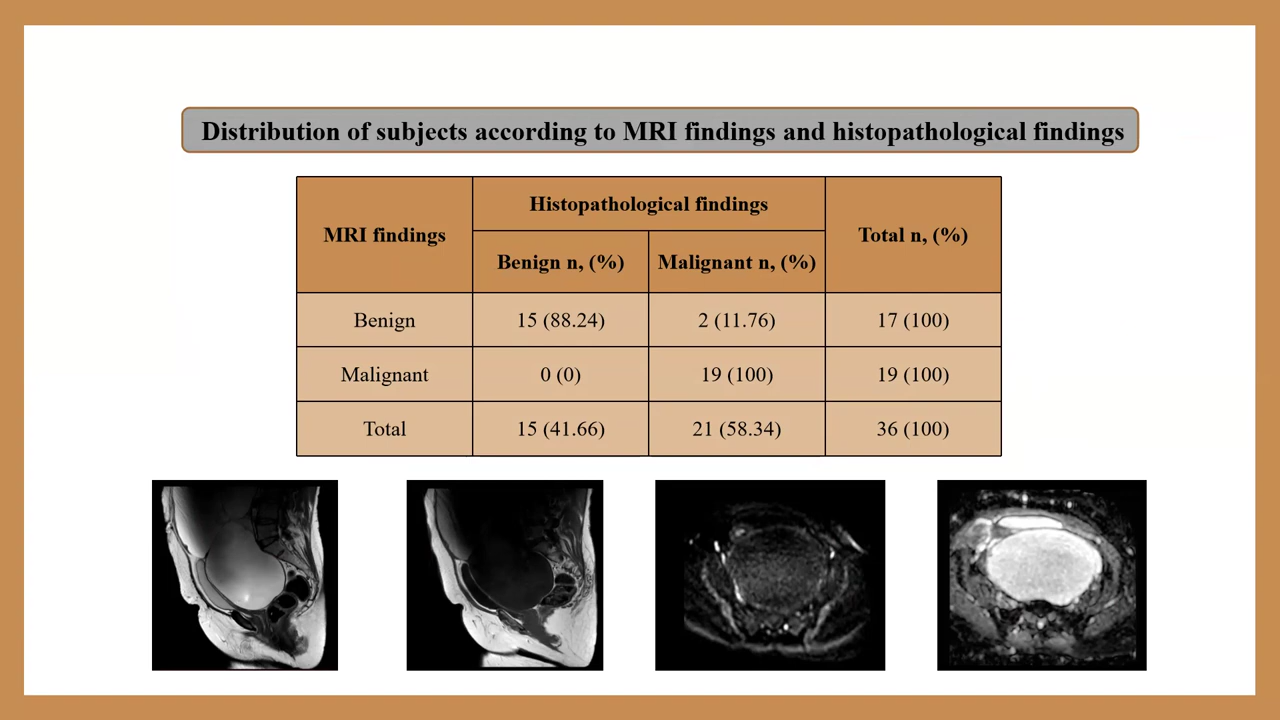 Distribution of subjects according to MRI findings and histopathological findings
MRI findings
Histopathological findings
Total n, (%)
Benign n, (%)
Malignant n, (%)
Benign
15 (88.24)
2 (11.76)
17 (100)
Malignant
0 (0)
19 (100)
19 (100)
Total
15 (41.66)
21 (58.34)
36 (100)